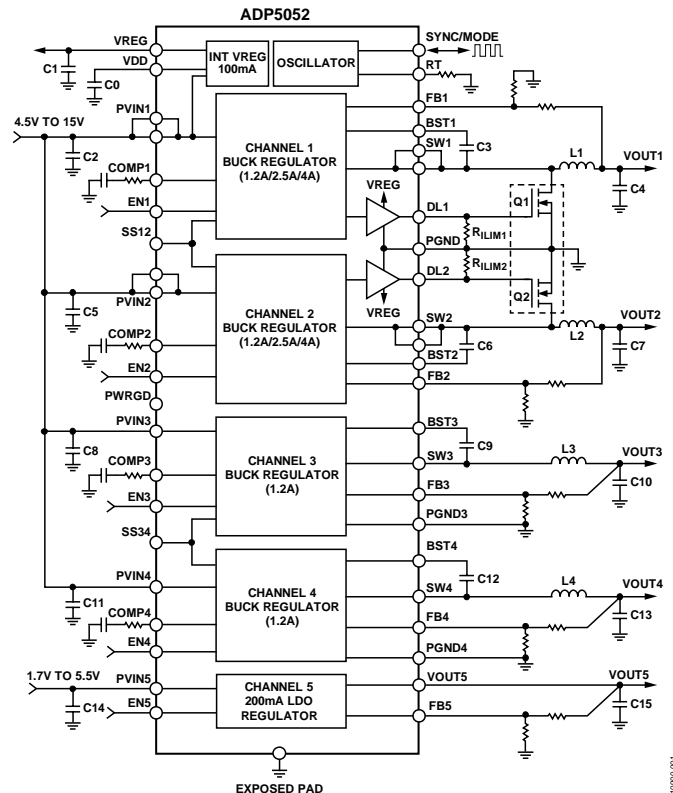 ADP5052
VREG
C1
VDD
C0
INT VREG
100mA
OSCILLATOR
SYNC/MODE
RT
4.5V TO 15V
PVIN1
C2
COMP1
EN1
SS12
CHANNEL 1
BUCK REGULATOR
(1.2A/2.5A/4A)
FB1
BST1
SW1
C3
L1
VOUT1
C4
VREG
DL1
Q1
RILIM1
PGND
RILIM2
DL2
Q2
VREG
PVIN2
C5
COMP2
EN2
PWRGD
CHANNEL 2
BUCK REGULATOR
(1.2A/2.5A/4A)
SW2
C6
BST2
FB2
L2
VOUT2
C7
PVIN3
C8
COMP3
EN3
SS34
CHANNEL 3
BUCK REGULATOR
(1.2A)
BST3
C9
SW3
L3
VOUT3
C10
FB3
PGND3
PVIN4
C11
COMP4
EN4
CHANNEL 4
BUCK REGULATOR
(1.2A)
BST4
C12
SW4
L4
VOUT4
C13
FB4
PGND4
1.7V TO 5.5V
PVIN5
C14
EN5
CHANNEL 5
200mA LDO
REGULATOR
VOUT5
VOUT5
C15
FB5
EXPOSED PAD